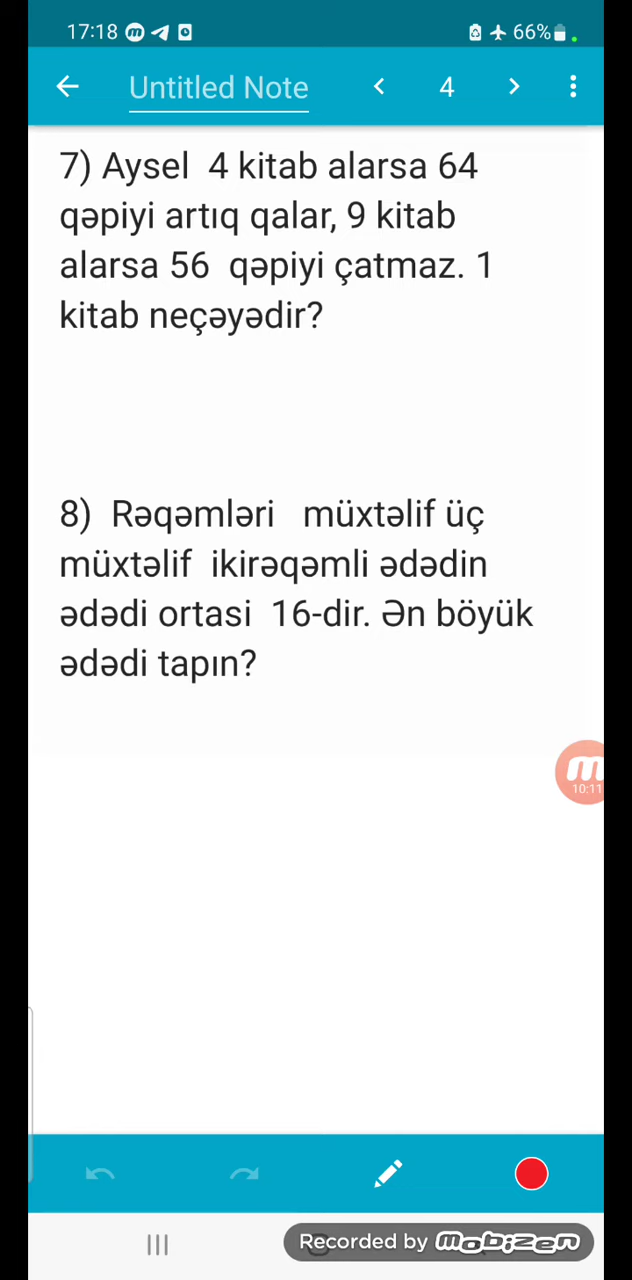 17:18 66%
Untitled Note < 4 >
7) Aysel 4 kitab alarsa 64
qəpiyi artıq qalar, 9 kitab
alarsa 56 qəpiyi çatmaz. 1
kitab neçəyədir?
8) Rəqəmləri müxtəlif üç
müxtəlif ikirəqəmli ədədin
ədədi ortasi 16-dir. Ən böyük
ədədi tapın?
10:11
Recorded by mobizen